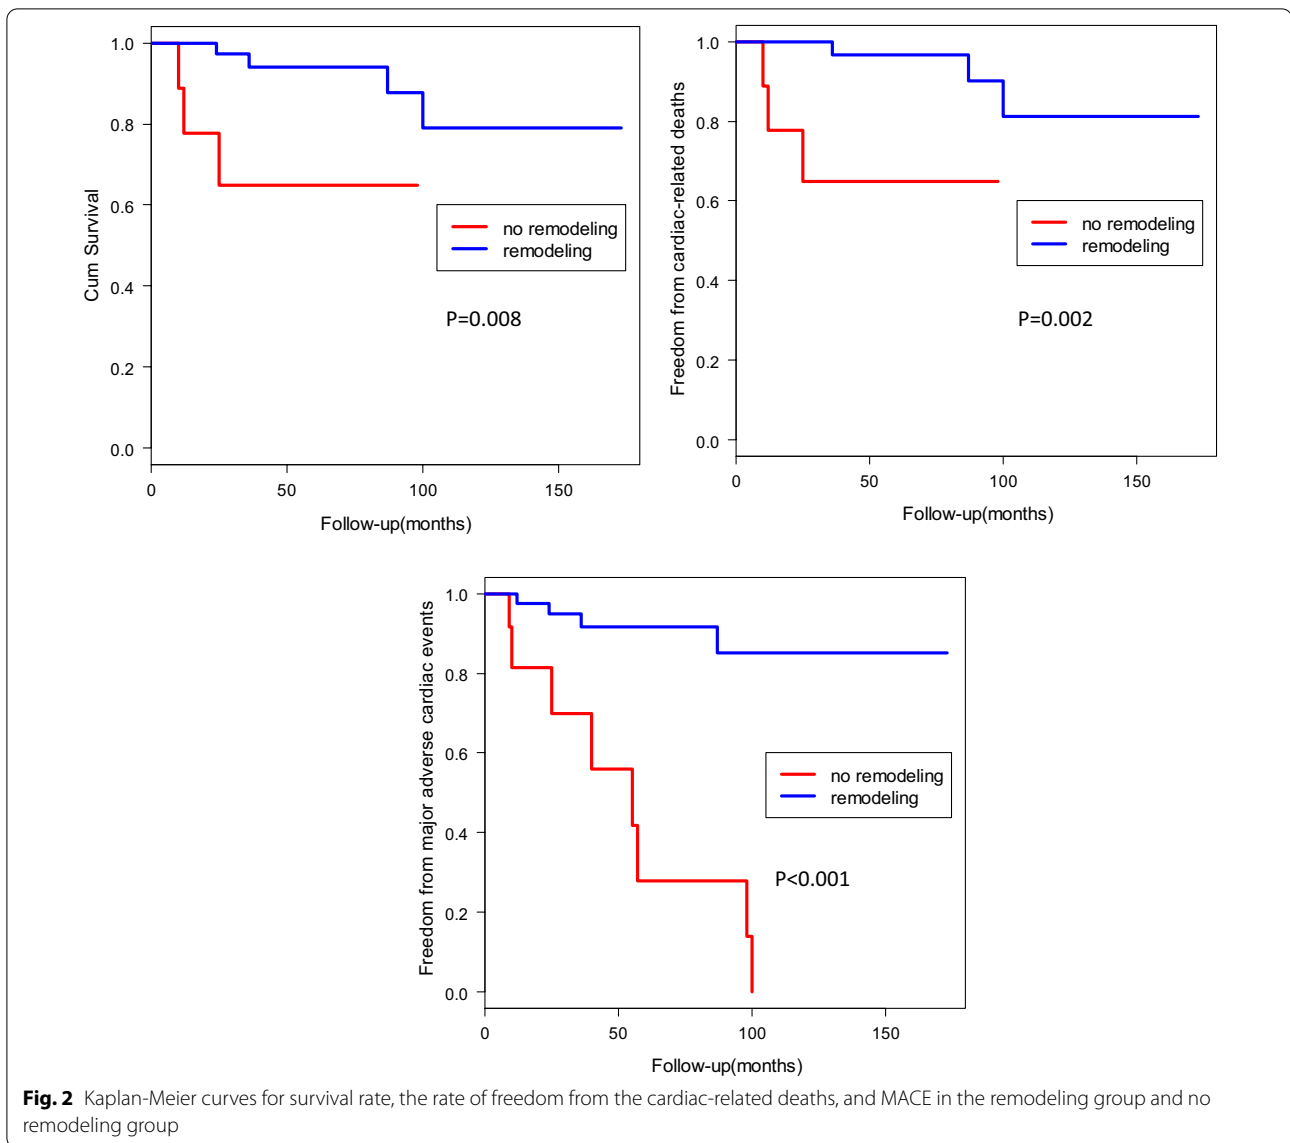 1.0
0.8
0.6
0.4
0.2
0.0
Cum Survival
no remodeling
remodeling
P=0.008
0 50 100 150
Follow-up(months)
1.0
0.8
0.6
0.4
0.2
0.0
Freedom from cardiac-related deaths
no remodeling
remodeling
P=0.002
0 50 100 150
Follow-up(months)
1.0
0.8
0.6
0.4
0.2
0.0
Freedom from major adverse cardiac events
no remodeling
remodeling
P<0.001
0 50 100 150
Follow-up(months)
Fig. 2 Kaplan-Meier curves for survival rate, the rate of freedom from the cardiac-related deaths, and MACE in the remodeling group and no
remodeling group